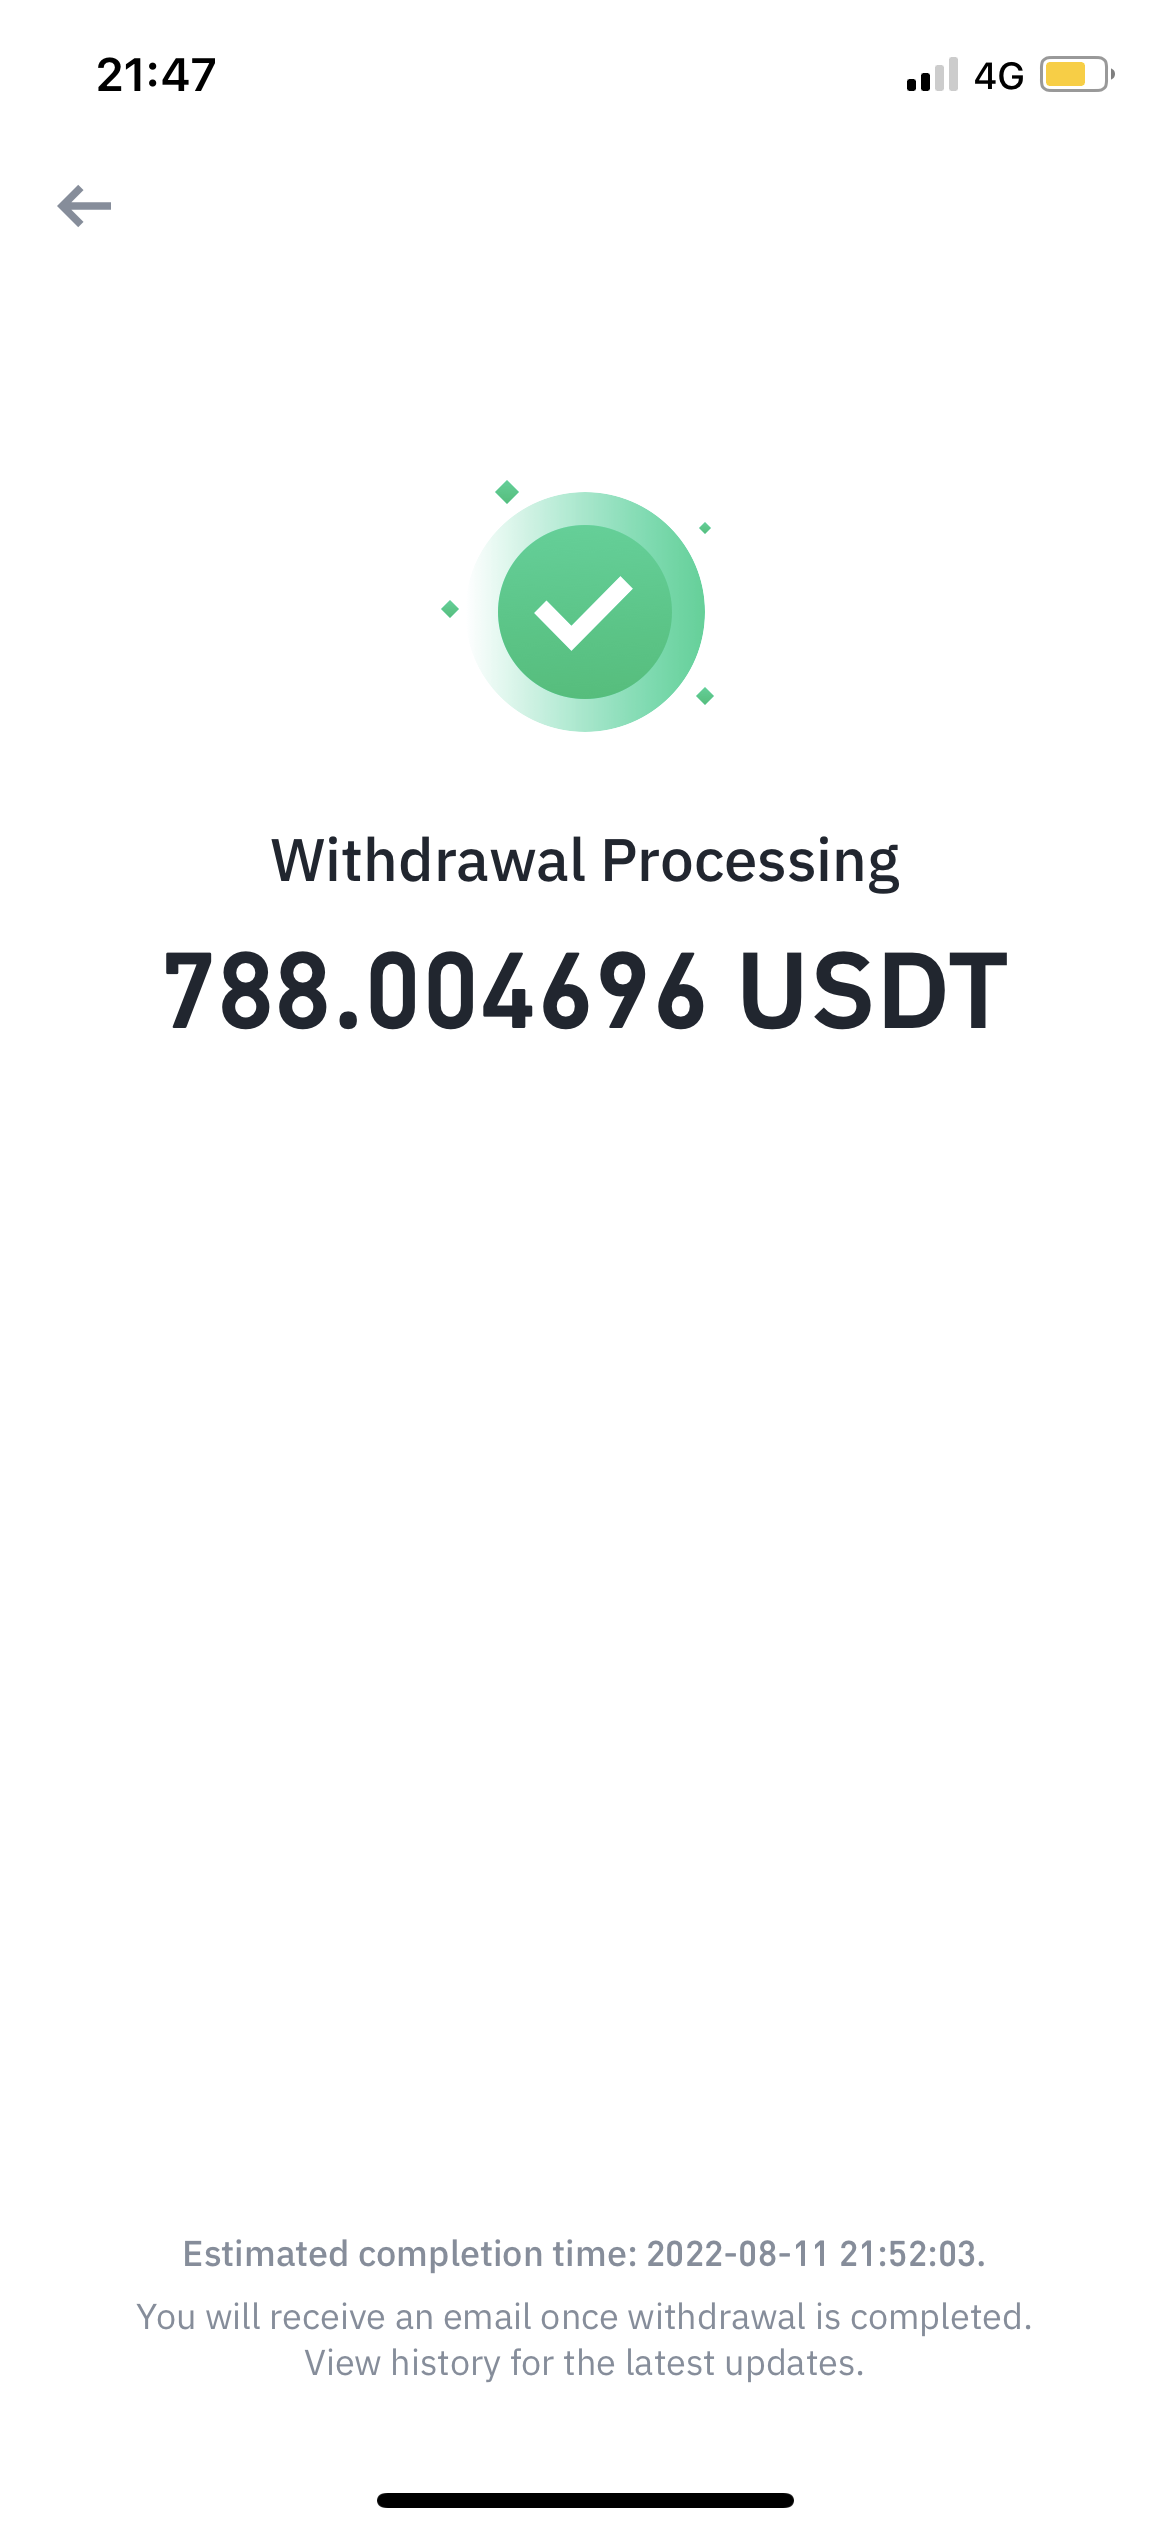 21:47
4G
Withdrawal Processing
788.004696 USDT
Estimated completion time: 2022-08-11 21:52:03.
You will receive an email once withdrawal is completed.
View history for the latest updates.